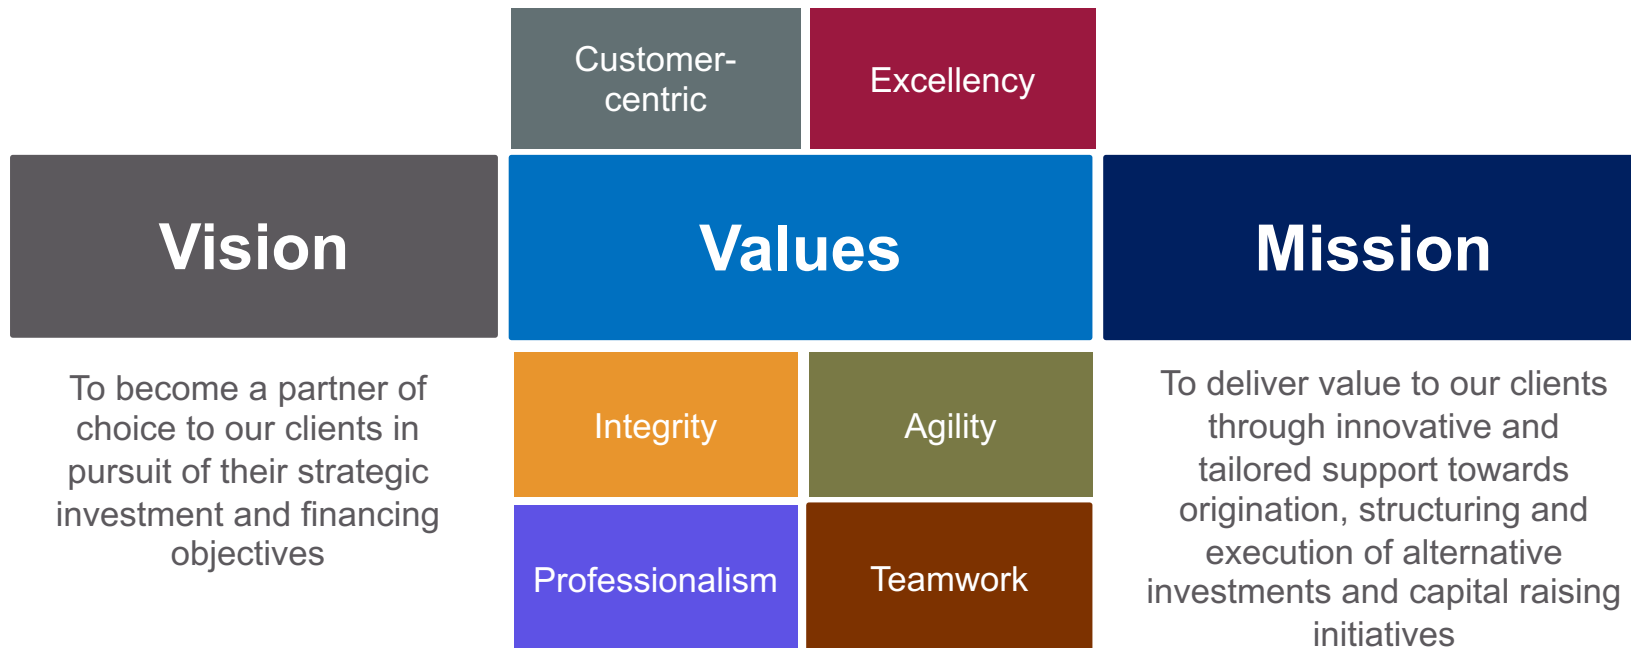 Customer-
centric
Excellency
Vision
Values
Mission
To become a partner of
choice to our clients in
pursuit of their strategic
investment and financing
objectives
Integrity
Agility
Professionalism
Teamwork
To deliver value to our clients
through innovative and
tailored support towards
origination, structuring and
execution of alternative
investments and capital raising
initiatives